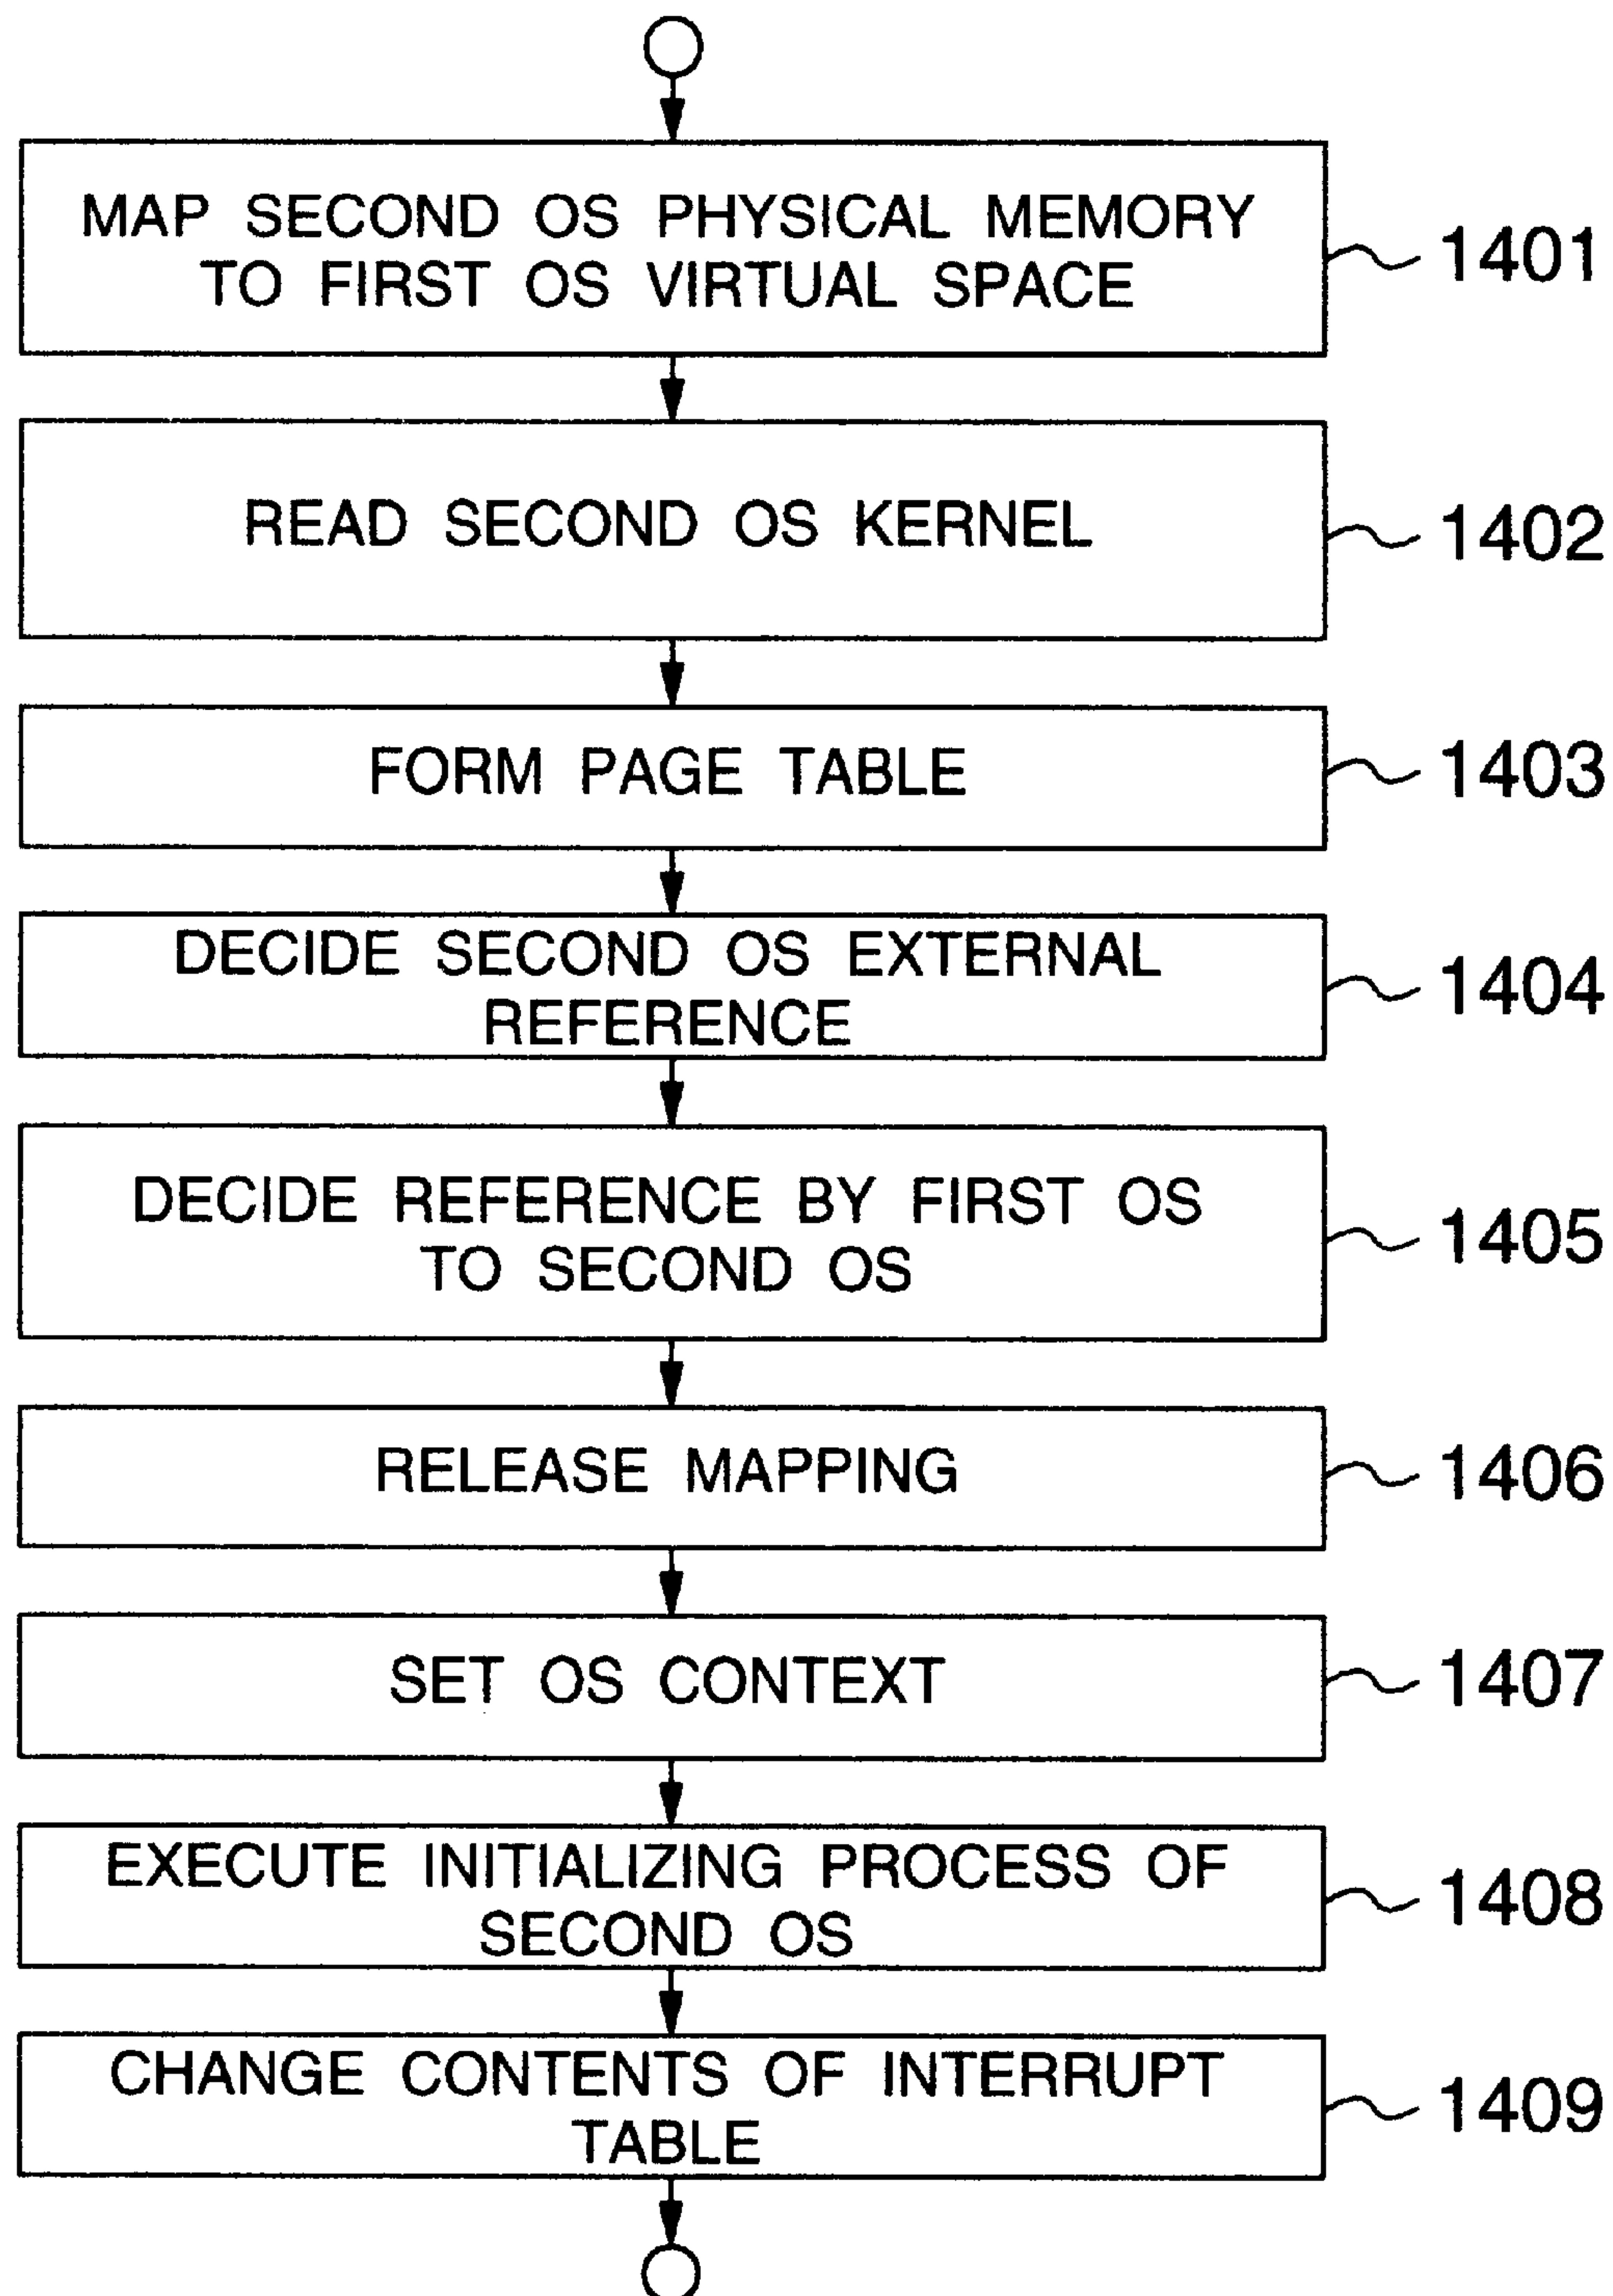 MAP SECOND OS PHYSICAL MEMORY
TO FIRST OS VIRTUAL SPACE
1401
READ SECOND OS KERNEL
1402
FORM PAGE TABLE
1403
DECIDE SECOND OS EXTERNAL
REFERENCE
1404
DECIDE REFERENCE BY FIRST OS
TO SECOND OS
1405
RELEASE MAPPING
1406
SET OS CONTEXT
1407
EXECUTE INITIALIZING PROCESS OF
SECOND OS
1408
CHANGE CONTENTS OF INTERRUPT
TABLE
1409